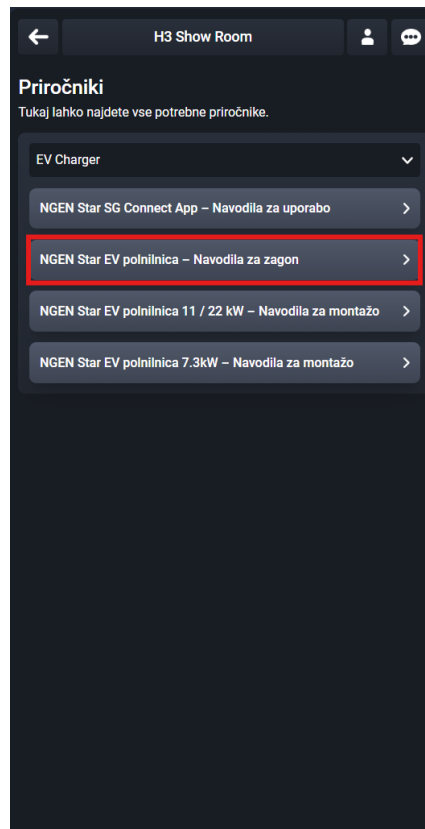 H3 Show Room
Priročniki
Tukaj lahko najdete vse potrebne priročnike.
EV Charger
NGEN Star SG Connect App – Navodila za uporabo
NGEN Star EV polnilnica – Navodila za zagon
NGEN Star EV polnilnica 11 / 22 kW – Navodila za montažo
NGEN Star EV polnilnica 7.3kW – Navodila za montažo